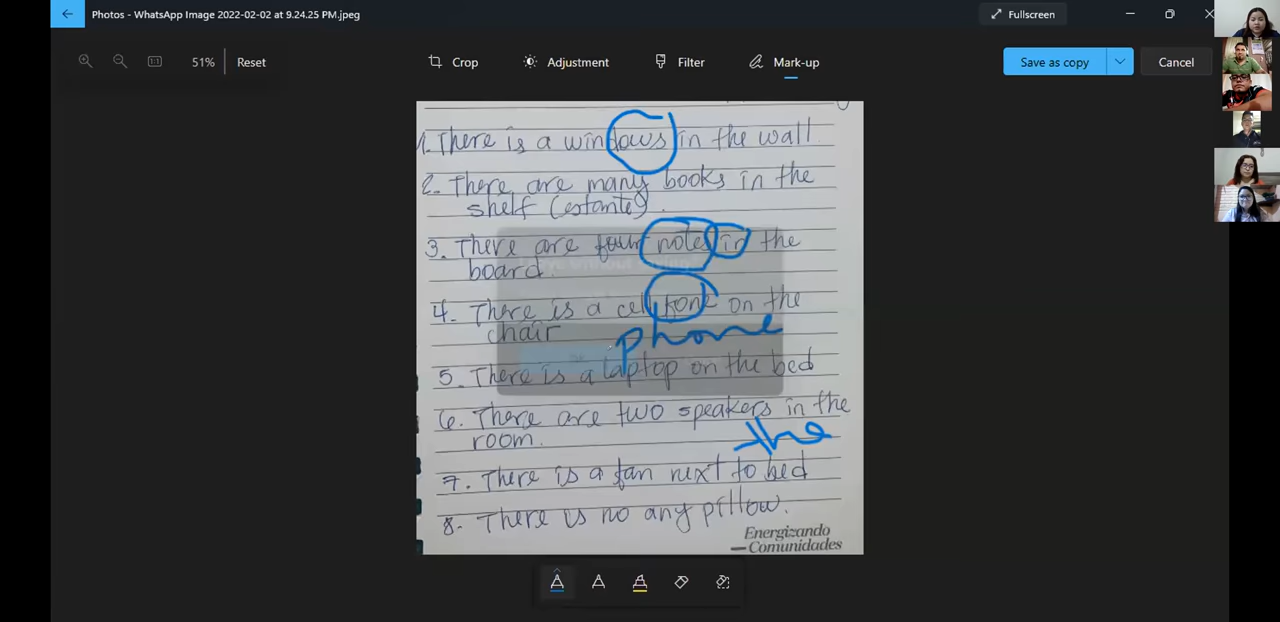 Photos - WhatsApp Image 2022-02-02 at 9.24.25 PM.jpeg
Fullscreen
51%
Reset
Crop
Adjustment
Filter
Mark-up
Save as copy
Cancel
1. There is a windows in the wall
2. There are many books in the
shelf (estante).
3. There are four notes in the
board.
4. There is a cellfone on the
chair
phone
5. There is a laptop on the bed
6. There are two speakers in the
room.
the
7. There is a fan next to bed
8. There is no any pillow.
Energizando
Comunidades